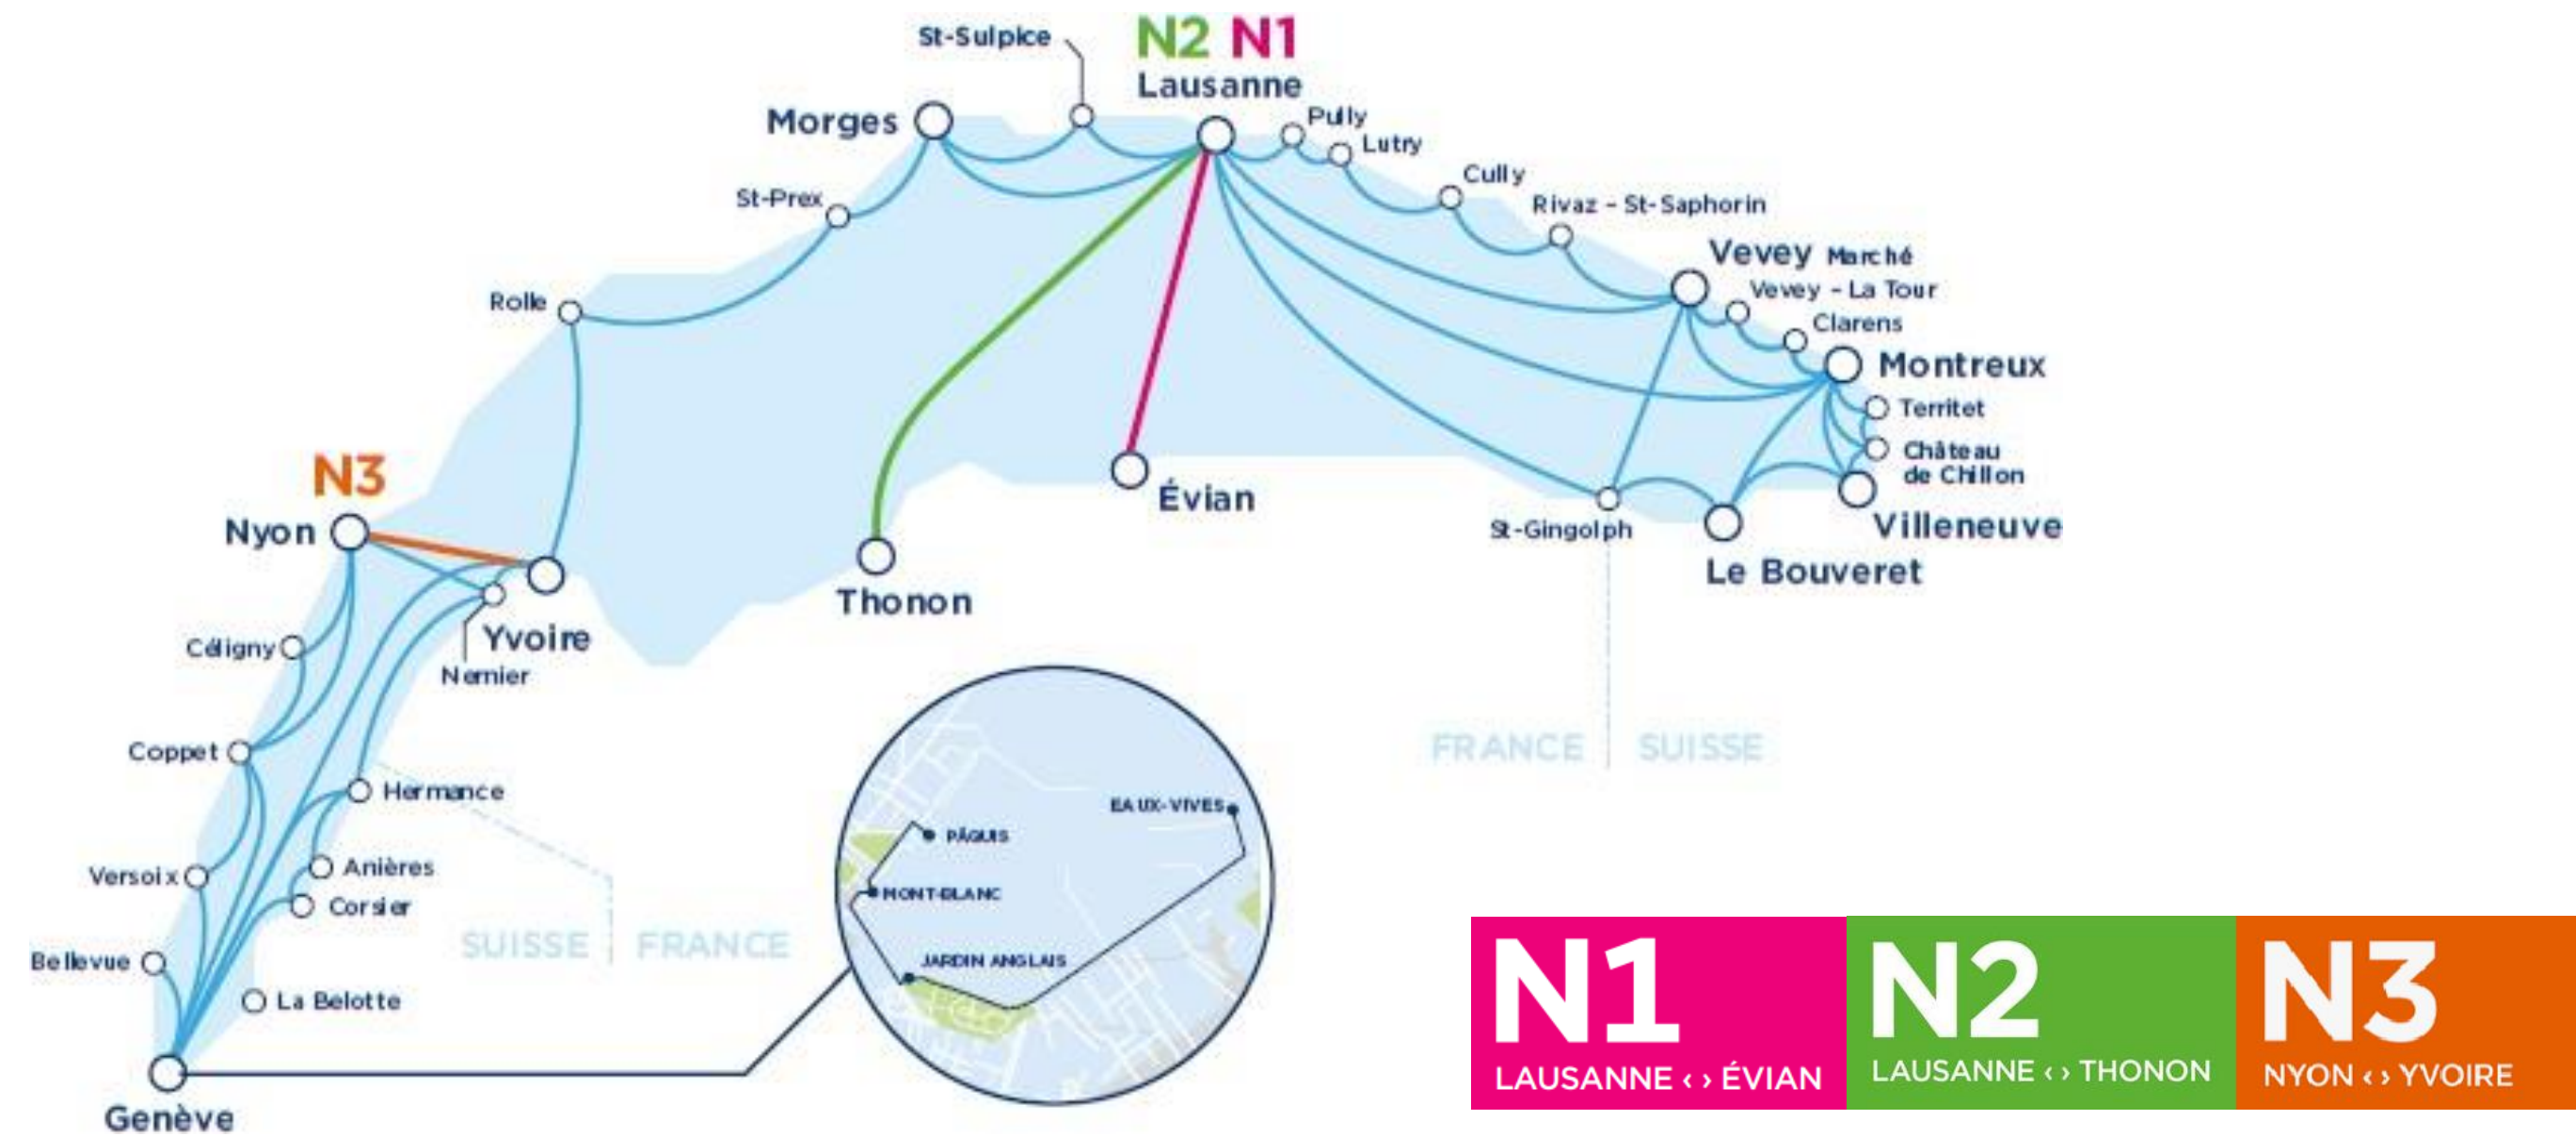 St-Sulpice
N2 N1
Lausanne
Morges
Pully
Lutry
St-Prex
Cully
Rivaz - St-Saphorin
Vevey Marché
Vevey - La Tour
Rolle
Clarens
Montreux
Territet
Château
de Chillon
N3
Nyon
Évian
St-Gingolph
Villeneuve
Le Bouveret
Thonon
Yvoire
Nernier
Céligny
Coppet
FRANCE
SUISSE
Hermance
EAUX-VIVES
PÂQUIS
Anières
Versoix
MONT-BLANC
Corsier
SUISSE
FRANCE
Bellevue
JARDIN ANGLAIS
La Belotte
Genève
N1
LAUSANNE ‹ › ÉVIAN
N2
LAUSANNE ‹ › THONON
N3
NYON ‹ › YVOIRE